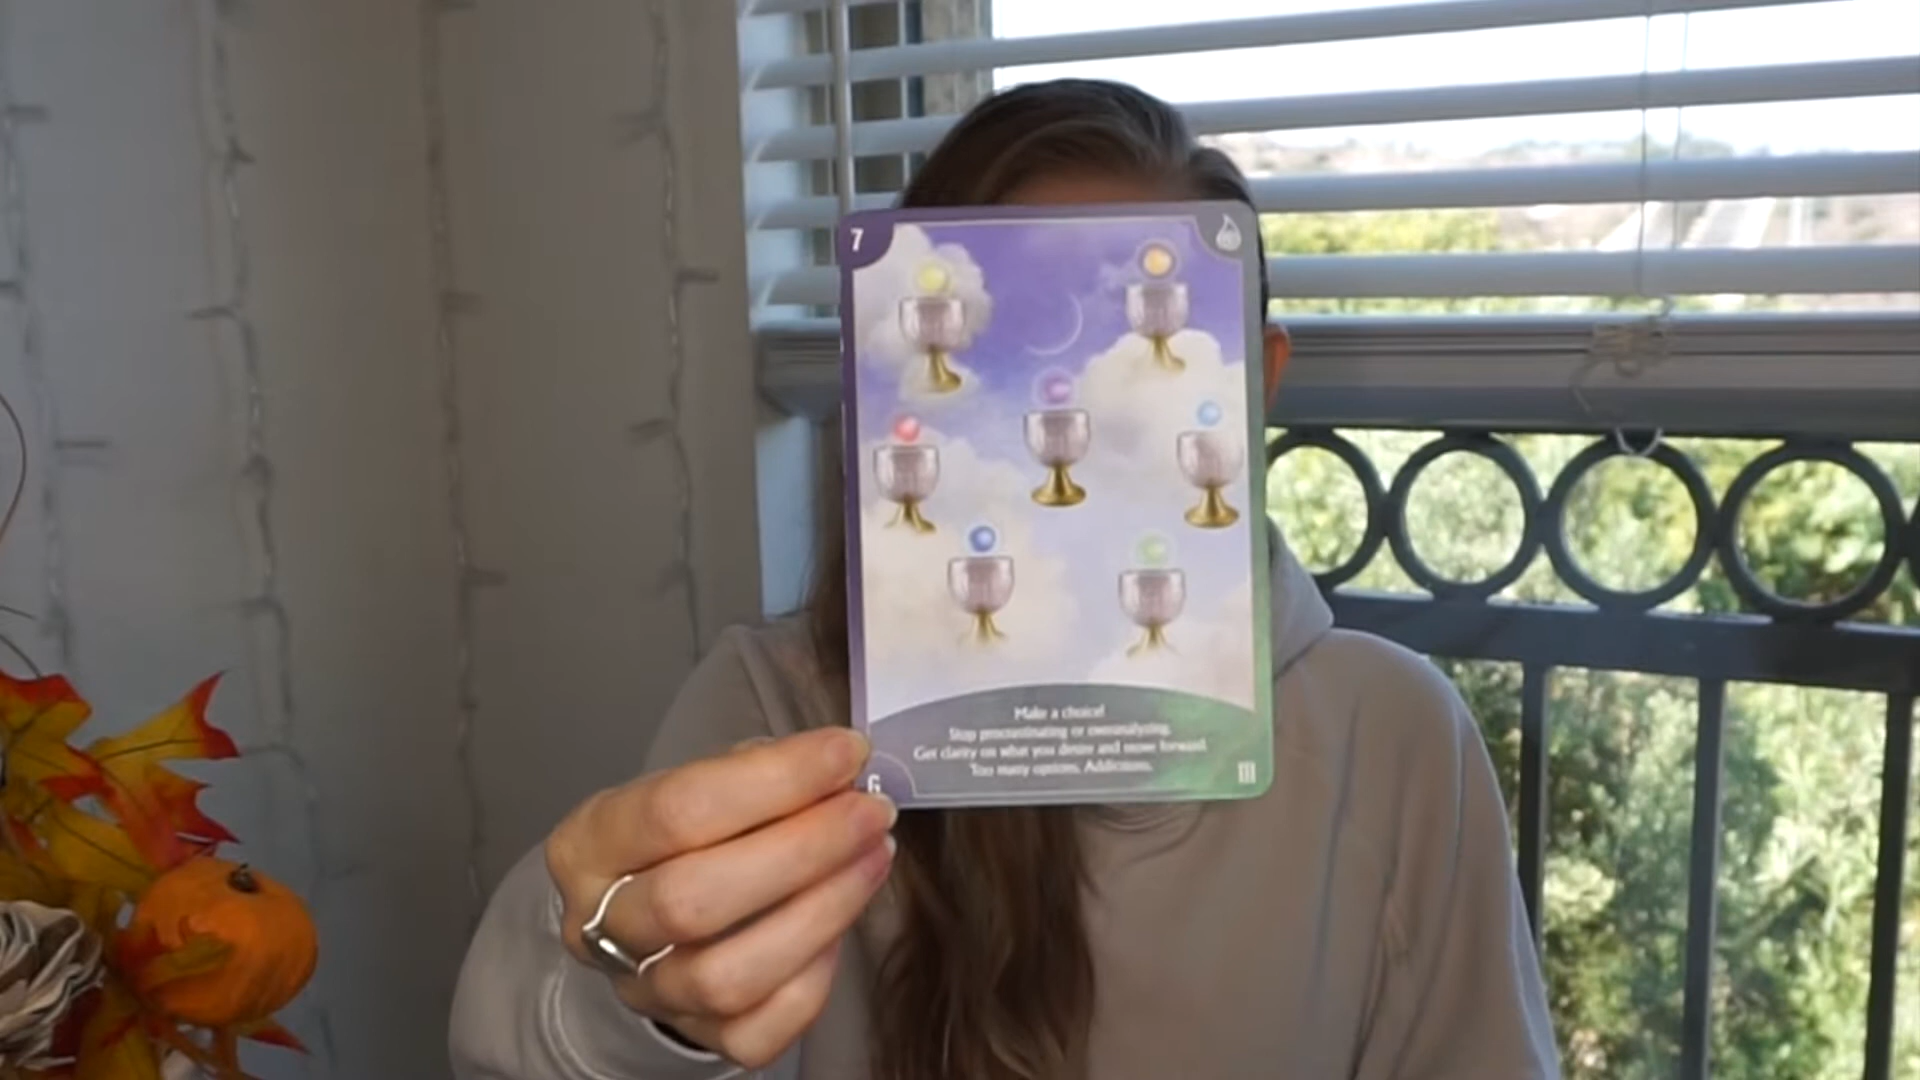 7
Make a choice!
Stop procrastinating or overanalyzing.
Get clarity on what you desire and move forward.
Too many options. Addictions.
G
III